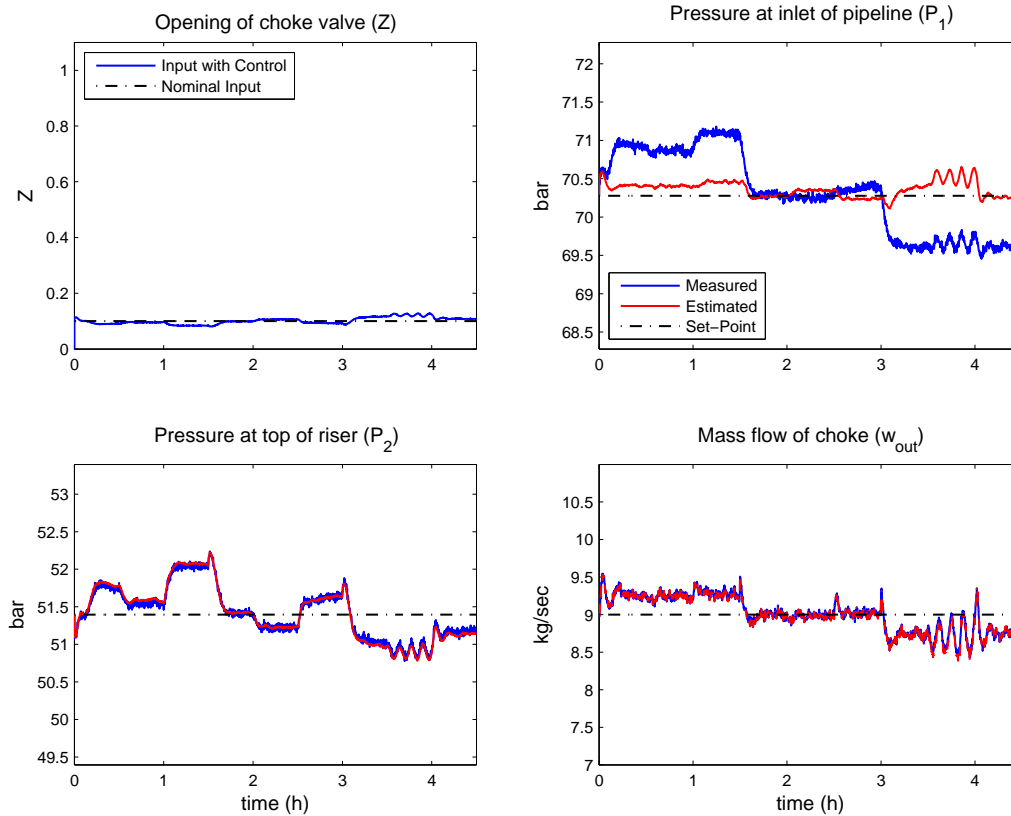 Opening of choke valve (Z)
1
0.8
0.6
0.4
0.2
0
Z
0 1 2 3 4
Input with Control
Nominal Input
Pressure at inlet of pipeline (P1)
72
71.5
71
70.5
70
69.5
69
68.5
bar
0 1 2 3 4
Measured
Estimated
Set-Point
Pressure at top of riser (P2)
53
52.5
52
51.5
51
50.5
50
49.5
bar
0 1 2 3 4
time (h)
Mass flow of choke (wout)
10.5
10
9.5
9
8.5
8
7.5
7
kg/sec
0 1 2 3 4
time (h)